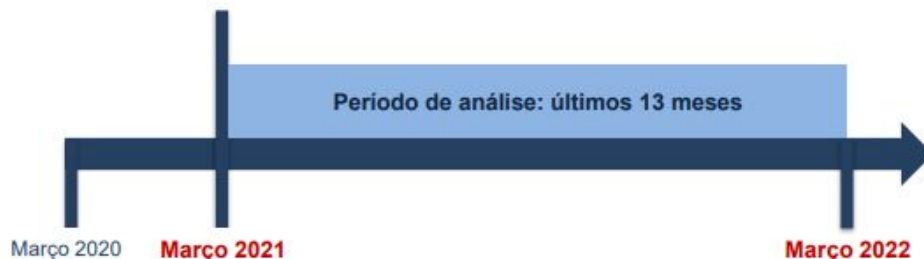 Período de análise: últimos 13 meses
Março 2020
Março 2021
Março 2022